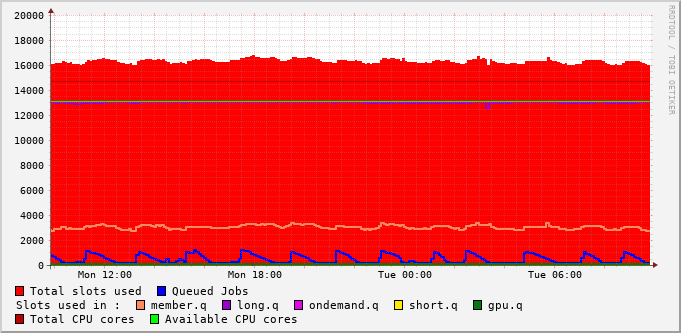 RRDTOOL / TOBI OETIKER
20000
18000
16000
14000
12000
10000
8000
6000
4000
2000
0
Mon 12:00 Mon 18:00 Tue 00:00 Tue 06:00
Total slots used Queued Jobs
Slots used in : member.q long.q ondemand.q short.q gpu.q
Total CPU cores Available CPU cores